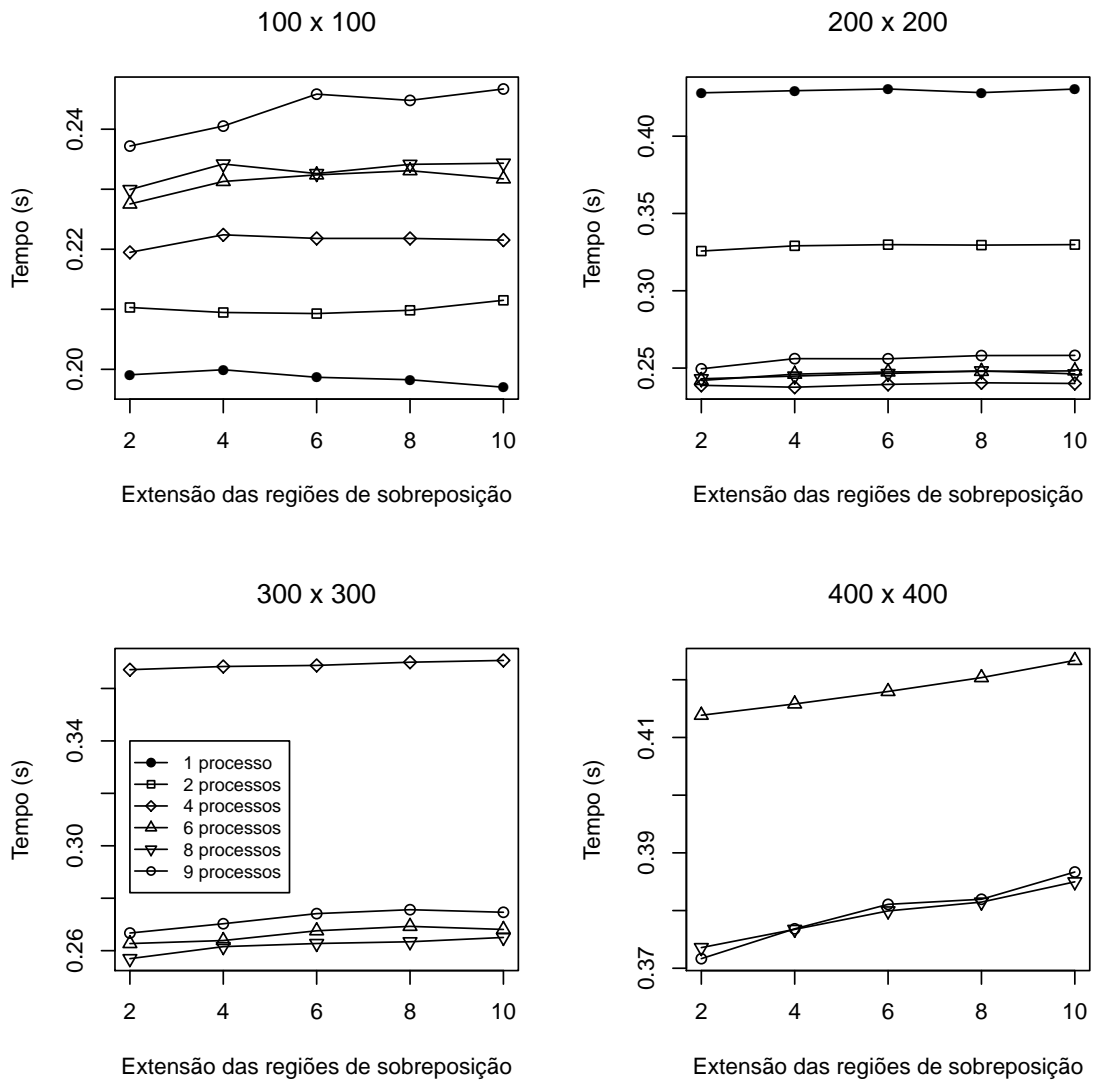 100 x 100
0.20
0.22
0.24
Tempo (s)
2 4 6 8 10
Extensão das regiões de sobreposição
200 x 200
0.25
0.30
0.35
0.40
Tempo (s)
2 4 6 8 10
Extensão das regiões de sobreposição
300 x 300
0.26
0.30
0.34
Tempo (s)
1 processo
2 processos
4 processos
6 processos
8 processos
9 processos
2 4 6 8 10
Extensão das regiões de sobreposição
400 x 400
0.37
0.39
0.41
Tempo (s)
2 4 6 8 10
Extensão das regiões de sobreposição